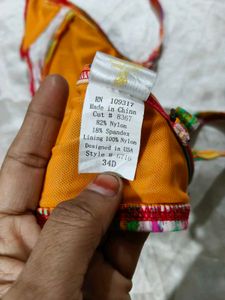 RN 109317
Made in China
Cut # 8367
82% Nylon
18% Spandex
Lining 100% Nylon
Designed in USA
Style # 6716
34D